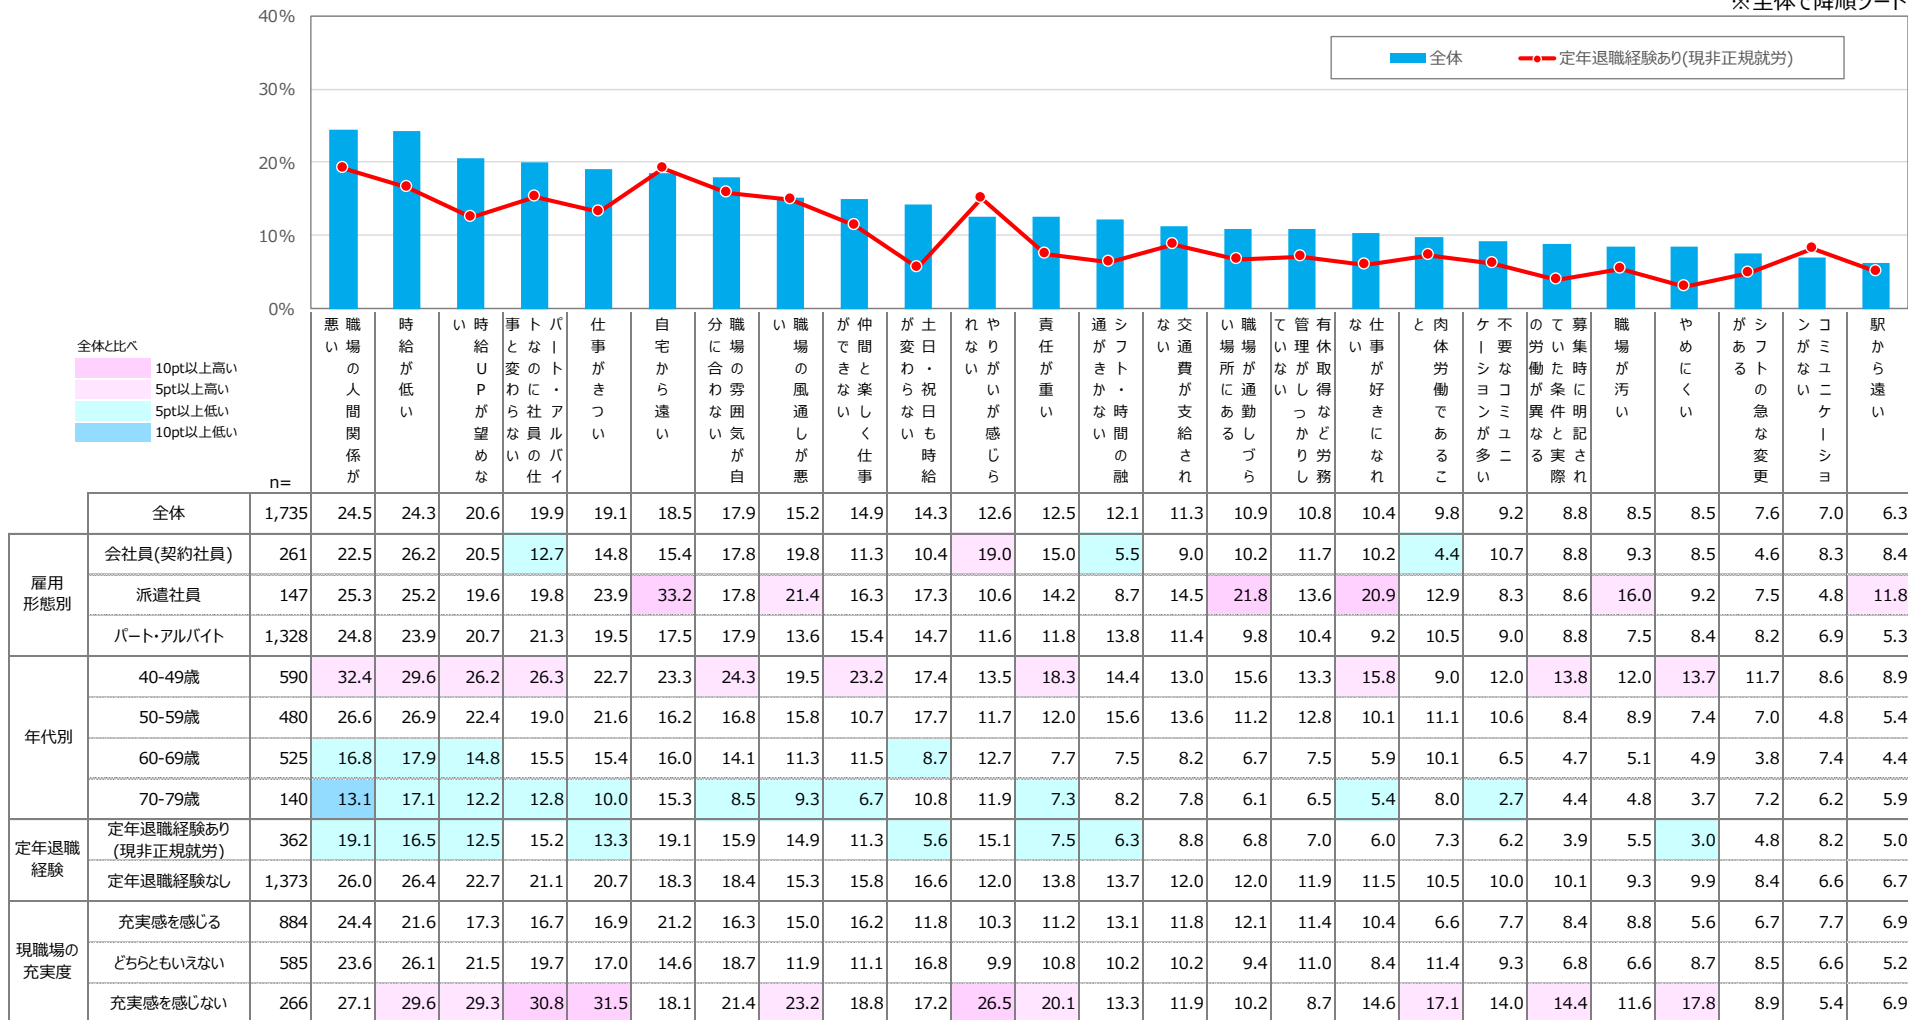 ※全体で降順ソート
40%
30%
20%
10%
0%
全体
定年退職経験あり(現非正規就労)
全体と比べ
10pt以上高い
5pt以上高い
5pt以上低い
10pt以上低い
n=
職場の人間関係が
悪い
時給が低い
時給UPが望めな
い
パート・アルバイ
トなのに社員の仕
事と変わらない
仕事がきつい
自宅から遠い
職場の雰囲気が自
分に合わない
職場の風通しが悪
い
仲間と楽しく仕事
ができない
土日・祝日も時給
が変わらない
やりがいが感じら
れない
責任が重い
シフト・時間の融
通がきかない
交通費が支給され
ない
職場が通勤しづら
い場所にある
有休取得など労務
管理がしっかりし
ていない
仕事が好きになれ
ない
肉体労働であるこ
と
不要なコミュニ
ケーションが多い
募集時に明記され
ていた条件と実際
の労働が異なる
職場が汚い
やめにくい
シフトの急な変更
がある
コミュニケーショ
ンがない
駅から遠い
全体 1,735 24.5 24.3 20.6 19.9 19.1 18.5 17.9 15.2 14.9 14.3 12.6 12.5 12.1 11.3 10.9 10.8 10.4 9.8 9.2 8.8 8.5 8.5 7.6 7.0 6.3
雇用
形態別
会社員(契約社員) 261 22.5 26.2 20.5 12.7 14.8 15.4 17.8 19.8 11.3 10.4 19.0 15.0 5.5 9.0 10.2 11.7 10.2 4.4 10.7 8.8 9.3 8.5 4.6 8.3 8.4
派遣社員 147 25.3 25.2 19.6 19.8 23.9 33.2 17.8 21.4 16.3 17.3 10.6 14.2 8.7 14.5 21.8 13.6 20.9 12.9 8.3 8.6 16.0 9.2 7.5 4.8 11.8
パート・アルバイト 1,328 24.8 23.9 20.7 21.3 19.5 17.5 17.9 13.6 15.4 14.7 11.6 11.8 13.8 11.4 9.8 10.4 9.2 10.5 9.0 8.8 7.5 8.4 8.2 6.9 5.3
年代別
40-49歳 590 32.4 29.6 26.2 26.3 22.7 23.3 24.3 19.5 23.2 17.4 13.5 18.3 14.4 13.0 15.6 13.3 15.8 9.0 12.0 13.8 12.0 13.7 11.7 8.6 8.9
50-59歳 480 26.6 26.9 22.4 19.0 21.6 16.2 16.8 15.8 10.7 17.7 11.7 12.0 15.6 13.6 11.2 12.8 10.1 11.1 10.6 8.4 8.9 7.4 7.0 4.8 5.4
60-69歳 525 16.8 17.9 14.8 15.5 15.4 16.0 14.1 11.3 11.5 8.7 12.7 7.7 7.5 8.2 6.7 7.5 5.9 10.1 6.5 4.7 5.1 4.9 3.8 7.4 4.4
70-79歳 140 13.1 17.1 12.2 12.8 10.0 15.3 8.5 9.3 6.7 10.8 11.9 7.3 8.2 7.8 6.1 6.5 5.4 8.0 2.7 4.4 4.8 3.7 7.2 6.2 5.9
定年退職
経験
定年退職経験あり
(現非正規就労) 362 19.1 16.5 12.5 15.2 13.3 19.1 15.9 14.9 11.3 5.6 15.1 7.5 6.3 8.8 6.8 7.0 6.0 7.3 6.2 3.9 5.5 3.0 4.8 8.2 5.0
定年退職経験なし 1,373 26.0 26.4 22.7 21.1 20.7 18.3 18.4 15.3 15.8 16.6 12.0 13.8 13.7 12.0 12.0 11.9 11.5 10.5 10.0 10.1 9.3 9.9 8.4 6.6 6.7
現職場の
充実度
充実感を感じる 884 24.4 21.6 17.3 16.7 16.9 21.2 16.3 15.0 16.2 11.8 10.3 11.2 13.1 11.8 12.1 11.4 10.4 6.6 7.7 8.4 8.8 5.6 6.7 7.7 6.9
どちらともいえない 585 23.6 26.1 21.5 19.7 17.0 14.6 18.7 11.9 11.1 16.8 9.9 10.8 10.2 10.2 9.4 11.0 8.4 11.4 9.3 6.8 6.6 8.7 8.5 6.6 5.2
充実感を感じない 266 27.1 29.6 29.3 30.8 31.5 18.1 21.4 23.2 18.8 17.2 26.5 20.1 13.3 11.9 10.2 8.7 14.6 17.1 14.0 14.4 11.6 17.8 8.9 5.4 6.9